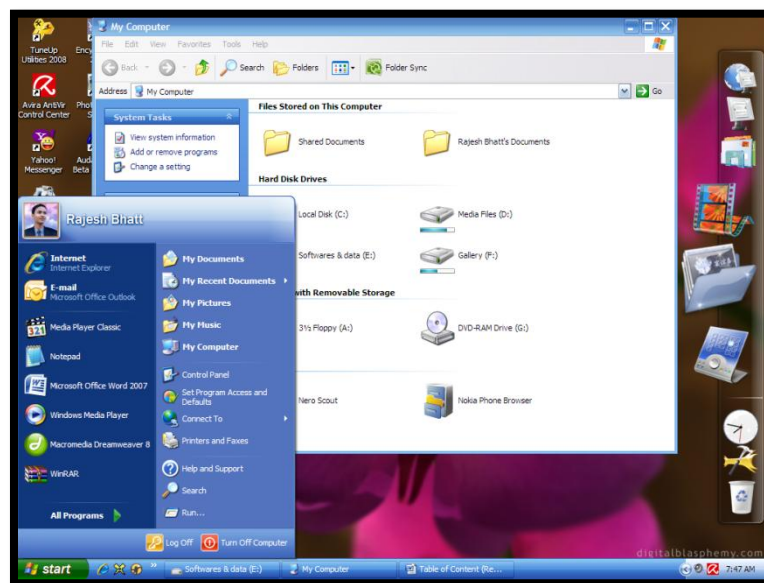 TuneUp
Utilities 2008
Avira AntiVir
Control Center
Yahoo!
Messenger
My Computer
File Edit View Favorites Tools Help
Back Search Folders Folder Sync
Address My Computer Go
System Tasks
View system information
Add or remove programs
Change a setting
Files Stored on This Computer
Shared Documents
Rajesh Bhatt's Documents
Hard Disk Drives
Local Disk (C:)
Media Files (D:)
Softwares & data (E:)
Gallery (F:)
with Removable Storage
3½ Floppy (A:)
DVD-RAM Drive (G:)
Nero Scout
Nokia Phone Browser
Rajesh Bhatt
Internet
Internet Explorer
E-mail
Microsoft Office Outlook
Media Player Classic
Notepad
Microsoft Office Word 2007
Windows Media Player
Macromedia Dreamweaver 8
WinRAR
All Programs
My Documents
My Recent Documents
My Pictures
My Music
My Computer
Control Panel
Set Program Access and
Defaults
Connect To
Printers and Faxes
Help and Support
Search
Run...
Log Off Turn Off Computer
digitalblasphemy.com
start Softwares & data (E:) My Computer Table of Content (Re... 7:47 AM